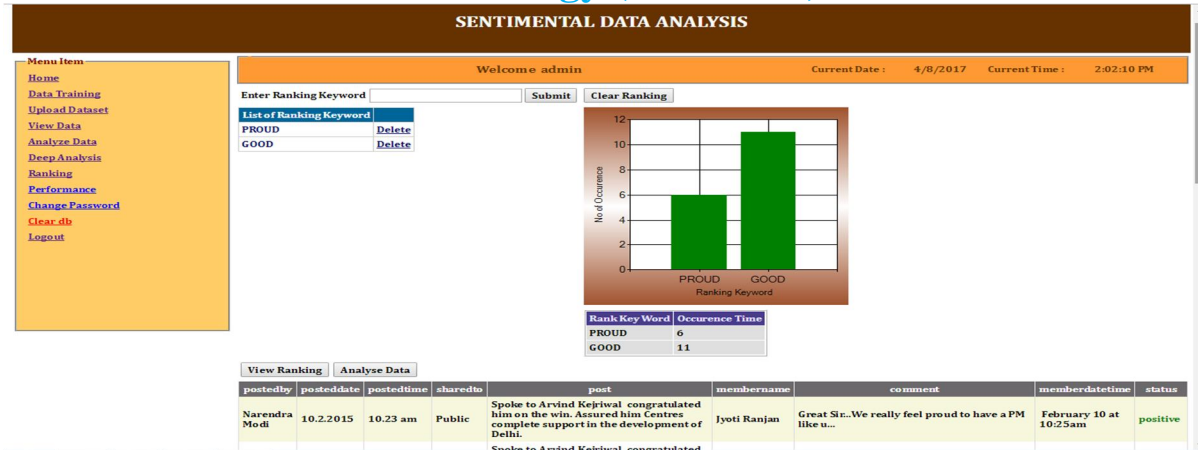 SENTIMENTAL DATA ANALYSIS
Menu Item
Home
Data Training
Upload Dataset
View Data
Analyze Data
Deep Analysis
Ranking
Performance
Change Password
Clear db
Logout
Welcome admin Current Date : 4/8/2017 Current Time : 2:02:10 PM
Enter Ranking Keyword Submit Clear Ranking
List of Ranking Keyword
PROUD Delete
GOOD Delete
12
10
8
6
4
2
0
No of Occurence
PROUD GOOD
Ranking Keyword
Rank Key Word Occurence Time
PROUD 6
GOOD 11
View Ranking Analyse Data
postedby posteddate postedtime sharedto post membername comment memberdatetime status
Narendra Modi 10.2.2015 10.23 am Public
Spoke to Arvind Kejriwal congratulated
him on the win. Assured him Centres
complete support in the development of
Delhi.
Jyoti Ranjan
Great Sir...We really feel proud to have a PM
like u...
February 10 at
10:25am
positive
Spoke to Arvind Kejriwal congratulated